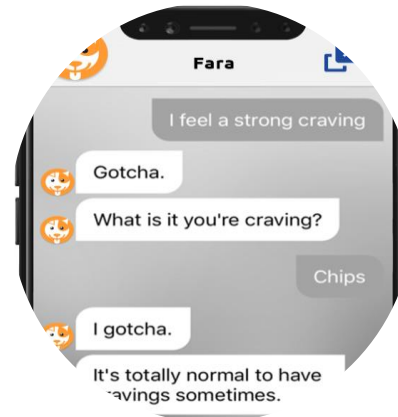 Fara
I feel a strong craving
Gotcha.
What is it you're craving?
Chips
I gotcha.
It's totally normal to have
ravings sometimes.